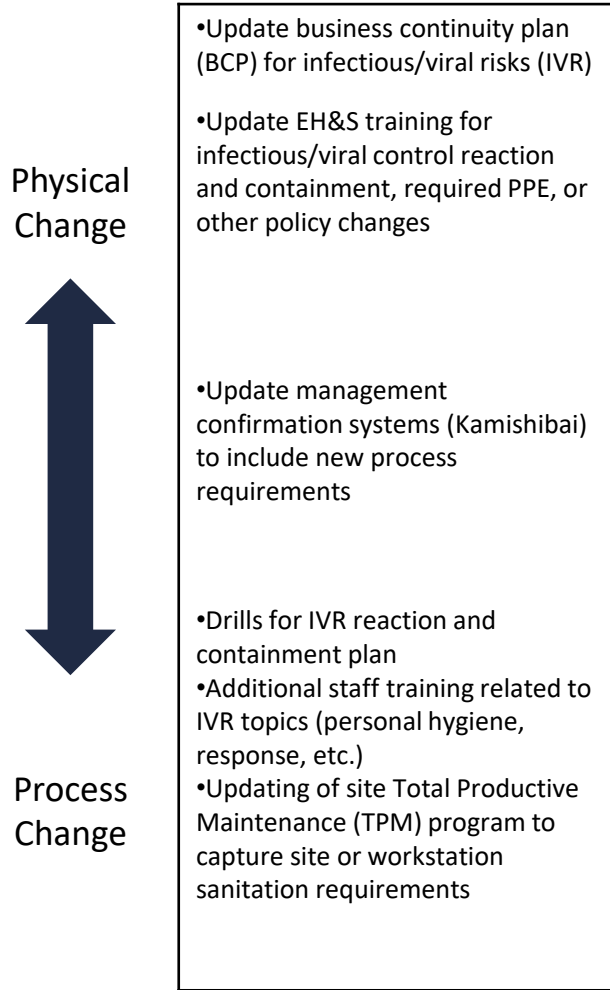 Physical
Change
Process
Change
•Update business continuity plan
(BCP) for infectious/viral risks (IVR)
•Update EH&S training for
infectious/viral control reaction
and containment, required PPE, or
other policy changes
•Update management
confirmation systems (Kamishibai)
to include new process
requirements
•Drills for IVR reaction and
containment plan
•Additional staff training related to
IVR topics (personal hygiene,
response, etc.)
•Updating of site Total Productive
Maintenance (TPM) program to
capture site or workstation
sanitation requirements